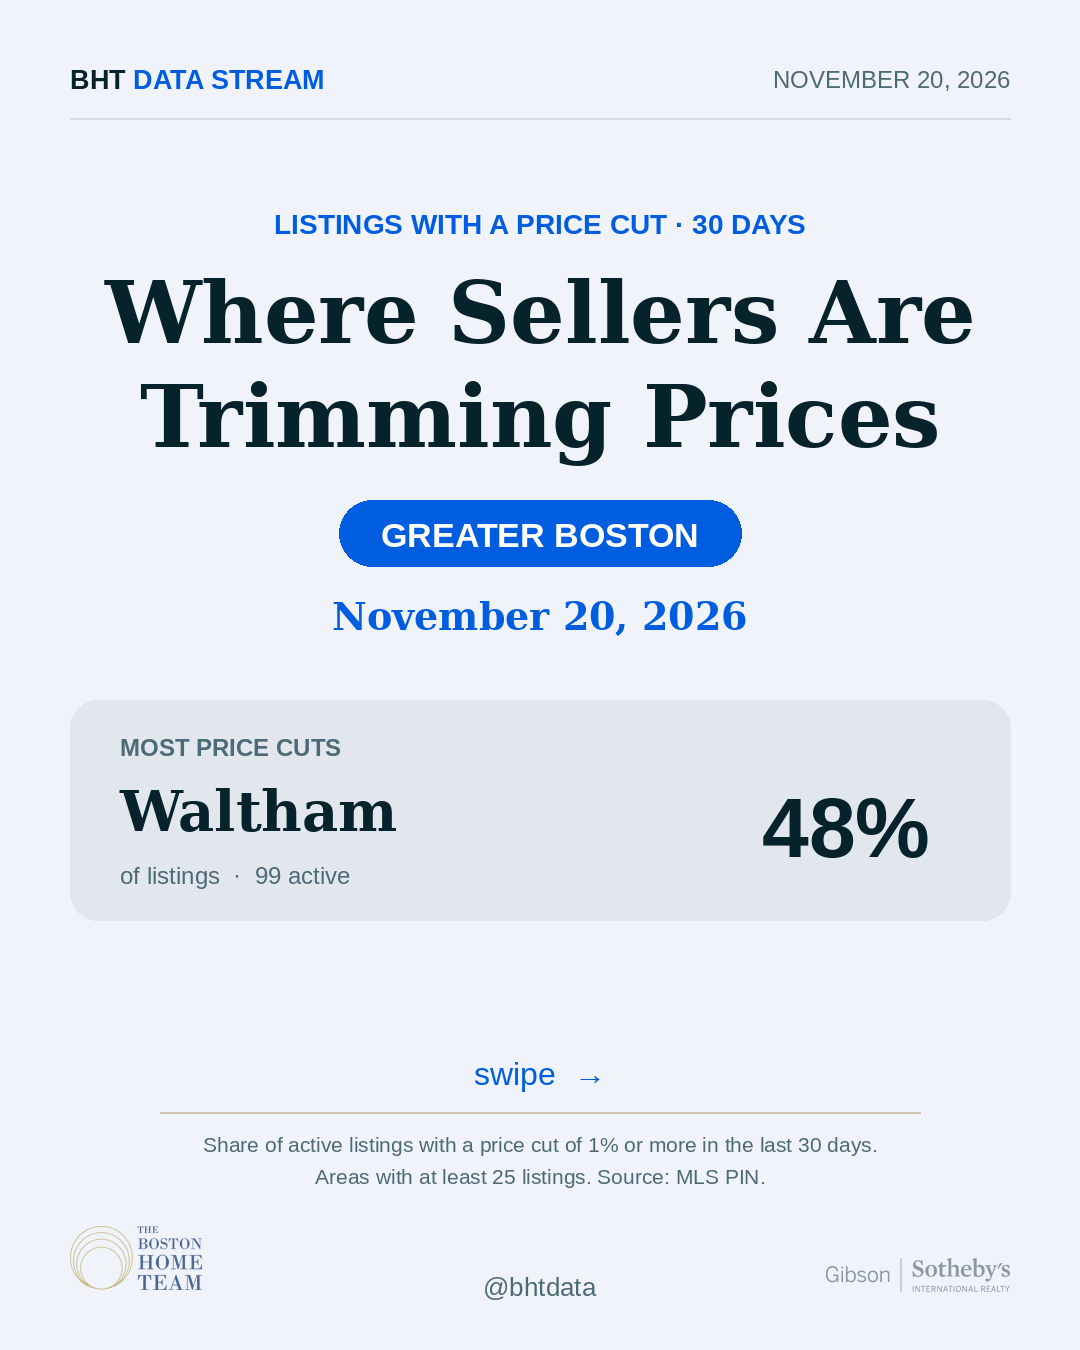 BHT DATA STREAM
NOVEMBER 20, 2026
LISTINGS WITH A PRICE CUT · 30 DAYS
Where Sellers Are
Trimming Prices
GREATER BOSTON
November 20, 2026
MOST PRICE CUTS
Waltham
48%
of listings · 99 active
swipe →
Share of active listings with a price cut of 1% or more in the last 30 days.
Areas with at least 25 listings. Source: MLS PIN.
THE
BOSTON
HOME
TEAM
@bhtdata
Gibson
Sotheby's
INTERNATIONAL REALTY